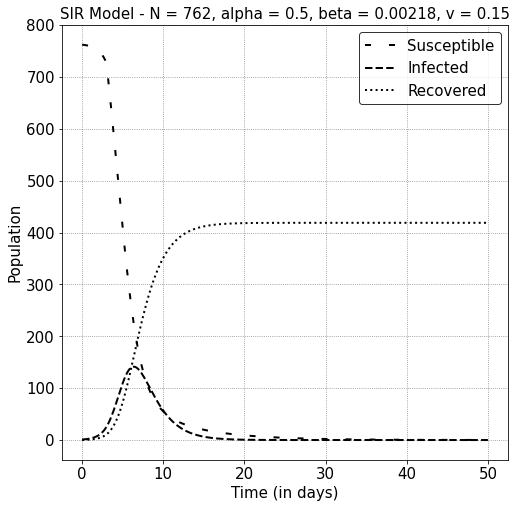 SIR Model - N = 762, alpha = 0.5, beta = 0.00218, v = 0.15
Susceptible
Infected
Recovered
800
700
600
500
400
300
200
100
0
Population
0 10 20 30 40 50
Time (in days)